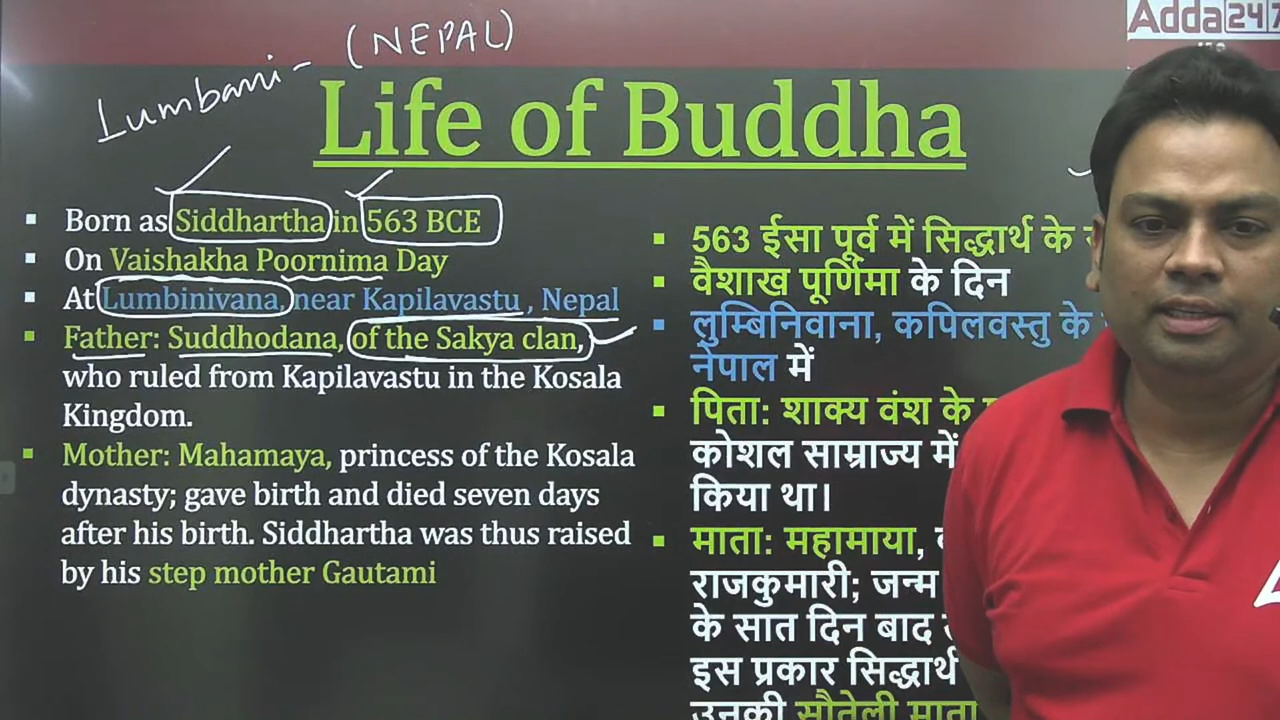 Adda247
Lumbani - (NEPAL)
Life of Buddha
▪ Born as Siddhartha in 563 BCE
▪ On Vaishakha Poornima Day
▪ At Lumbinivana, near Kapilavastu , Nepal
▪ Father: Suddhodana, of the Sakya clan,
who ruled from Kapilavastu in the Kosala
Kingdom.
▪ Mother: Mahamaya, princess of the Kosala
dynasty; gave birth and died seven days
after his birth. Siddhartha was thus raised
by his step mother Gautami
▪ 563 ईसा पूर्व में सिद्धार्थ के
▪ वैशाख पूर्णिमा के दिन
▪ लुम्बिनिवाना, कपिलवस्तु के
नेपाल में
▪ पिता: शाक्य वंश के
कोशल साम्राज्य में
किया था।
▪ माता: महामाया,
राजकुमारी; जन्म
के सात दिन बाद
इस प्रकार सिद्धार्थ
उनकी सौतेली माता